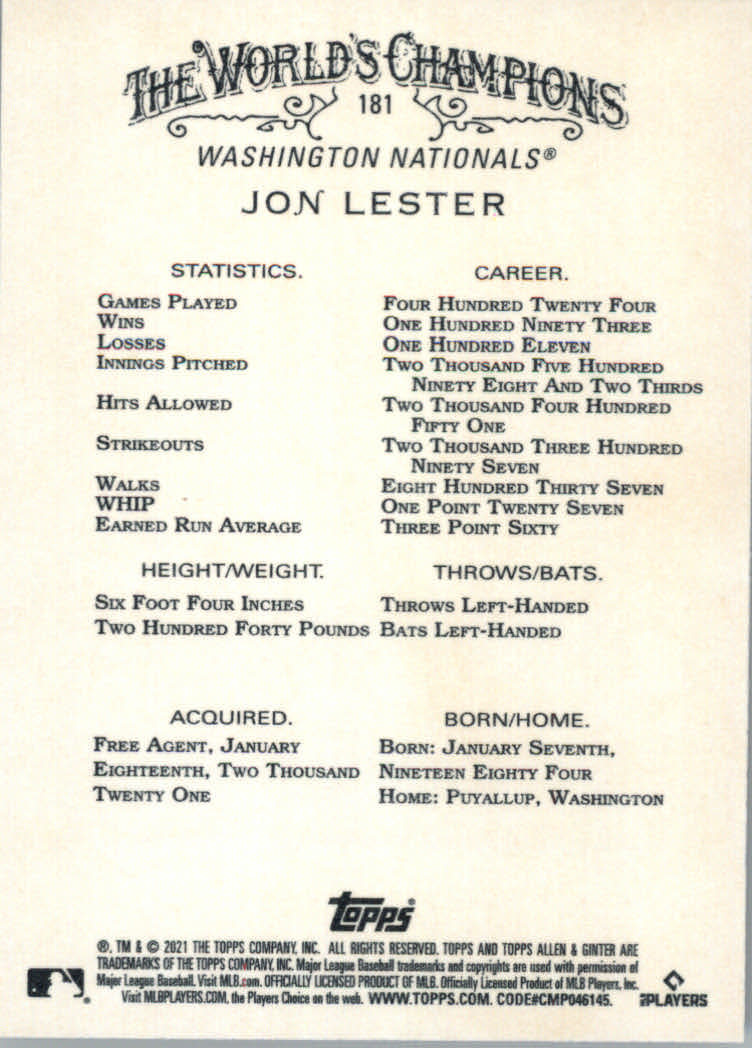 THE WORLD'S CHAMPIONS
181
WASHINGTON NATIONALS®
JON LESTER
STATISTICS. CAREER.
GAMES PLAYED FOUR HUNDRED TWENTY FOUR
WINS ONE HUNDRED NINETY THREE
LOSSES ONE HUNDRED ELEVEN
INNINGS PITCHED TWO THOUSAND FIVE HUNDRED
NINETY EIGHT AND TWO THIRDS
HITS ALLOWED TWO THOUSAND FOUR HUNDRED
FIFTY ONE
STRIKEOUTS TWO THOUSAND THREE HUNDRED
NINETY SEVEN
WALKS EIGHT HUNDRED THIRTY SEVEN
WHIP ONE POINT TWENTY SEVEN
EARNED RUN AVERAGE THREE POINT SIXTY
HEIGHT/WEIGHT. THROWS/BATS.
SIX FOOT FOUR INCHES THROWS LEFT-HANDED
TWO HUNDRED FORTY POUNDS BATS LEFT-HANDED
ACQUIRED. BORN/HOME.
FREE AGENT, JANUARY BORN: JANUARY SEVENTH,
EIGHTEENTH, TWO THOUSAND NINETEEN EIGHTY FOUR
TWENTY ONE HOME: PUYALLUP, WASHINGTON
topps®
®, TM & © 2021 THE TOPPS COMPANY, INC. ALL RIGHTS RESERVED. TOPPS AND TOPPS ALLEN & GINTER ARE
TRADEMARKS OF THE TOPPS COMPANY, INC. Major League Baseball trademarks and copyrights are used with permission of
Major League Baseball. Visit MLB.com. OFFICIALLY LICENSED PRODUCT OF MLB. Officially Licensed Product of MLB Players, Inc.
Visit MLBPLAYERS.COM, the Players Choice on the web. WWW.TOPPS.COM. CODE#CMP046145.
PLAYERS